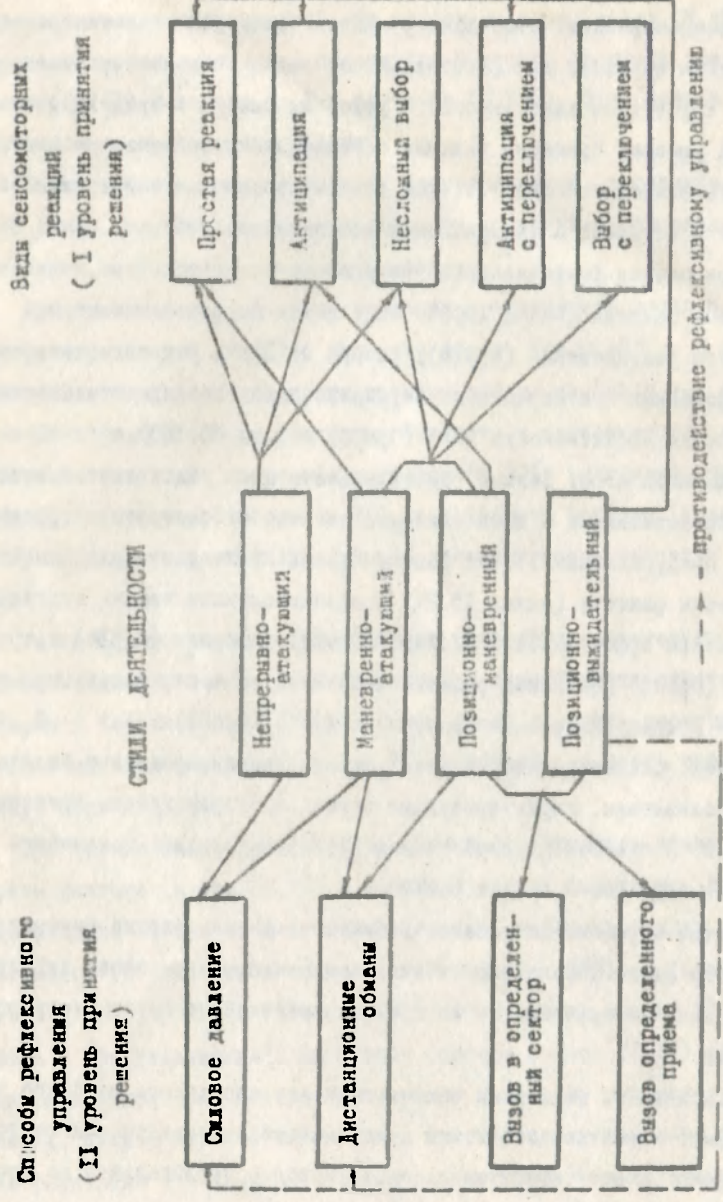 Способы рефлексивного
управления
(II уровень принятия
решения)
СТИЛИ ДЕЯТЕЛЬНОСТИ
Виды сенсомоторных
реакций
( I уровень принятия
решения)
Силовое давление
Дистанционные
обманы
Вызов в определен-
ный сектор
Вызов определенного
приема
Непрерывно-
атакующий
Маневренно-
атакующий
Позиционно-
маневренный
Позиционо-
выжидательный
Простая реакция
Антиципация
Несложный выбор
Антиципация
с переключением
Выбор
с переключением
– – – – противодействие рефлексивному управлению